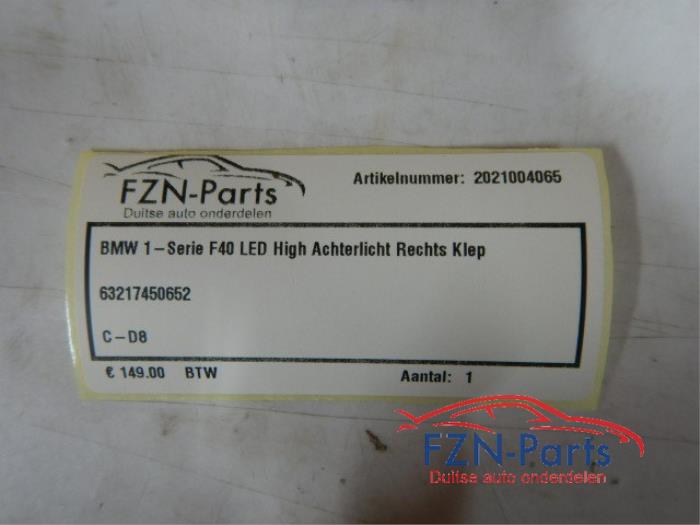 FZN-Parts
Duitse auto onderdelen
Artikelnummer: 2021004065
BMW 1-Serie F40 LED High Achterlicht Rechts Klep
63217450652
C-D8
€ 149.00 BTW
Aantal: 1
FZN-Parts
Duitse auto onderdelen